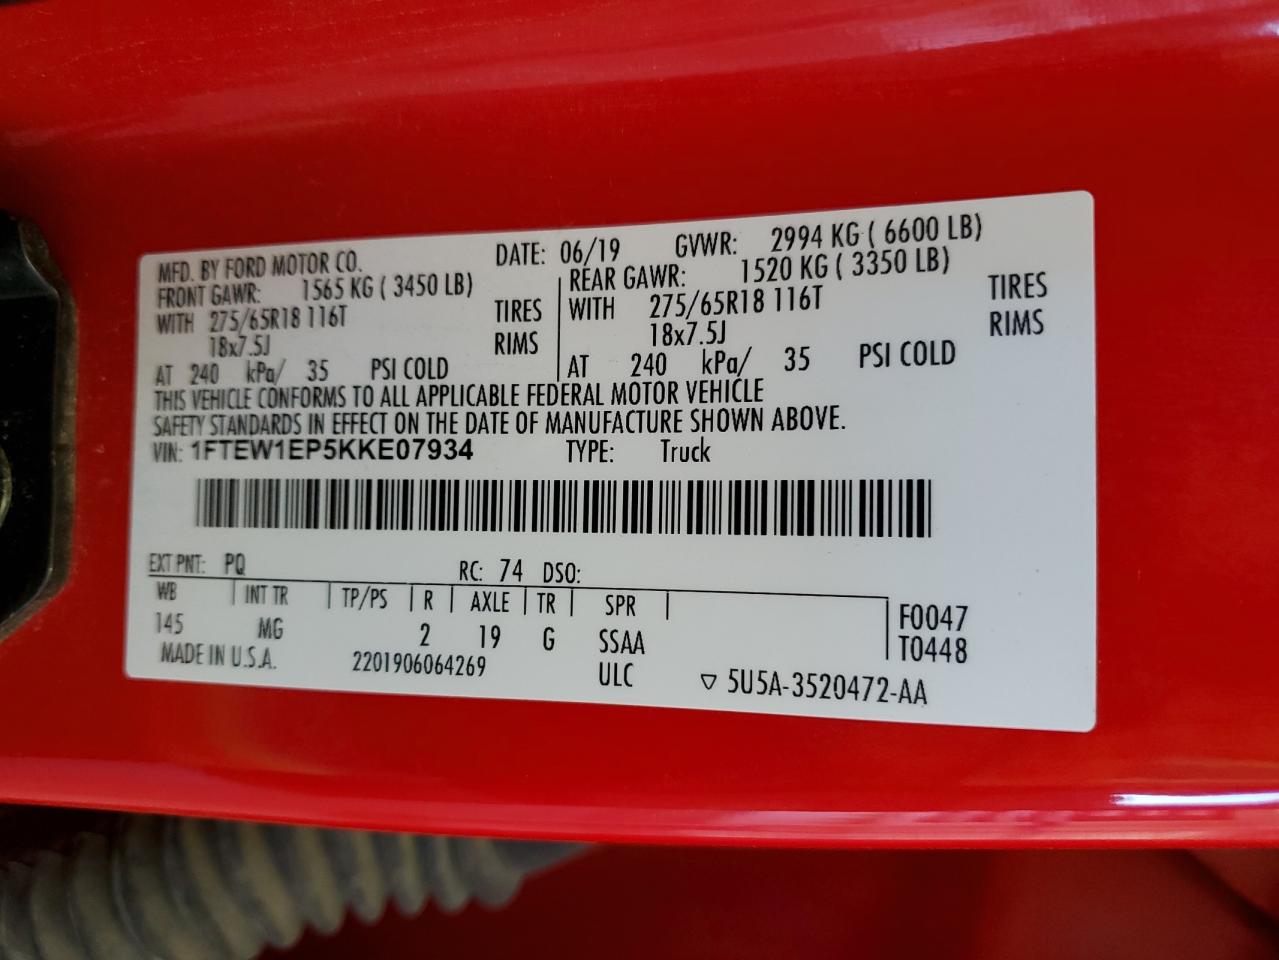 MFD. BY FORD MOTOR CO. DATE: 06/19 GVWR: 2994 KG ( 6600 LB)
FRONT GAWR: 1565 KG ( 3450 LB) REAR GAWR: 1520 KG ( 3350 LB)
WITH 275/65R18 116T TIRES WITH 275/65R18 116T TIRES
18x7.5J RIMS 18x7.5J RIMS
AT 240 kPa/ 35 PSI COLD AT 240 kPa/ 35 PSI COLD
THIS VEHICLE CONFORMS TO ALL APPLICABLE FEDERAL MOTOR VEHICLE
SAFETY STANDARDS IN EFFECT ON THE DATE OF MANUFACTURE SHOWN ABOVE.
VIN: 1FTEW1EP5KKE07934 TYPE: Truck
EXT PNT: PQ RC: 74 DSO:
WB INT TR TP/PS R AXLE TR SPR F0047
145 MG 2 19 G SSAA T0448
MADE IN U.S.A. 2201906064269 ULC ▽ 5U5A-3520472-AA